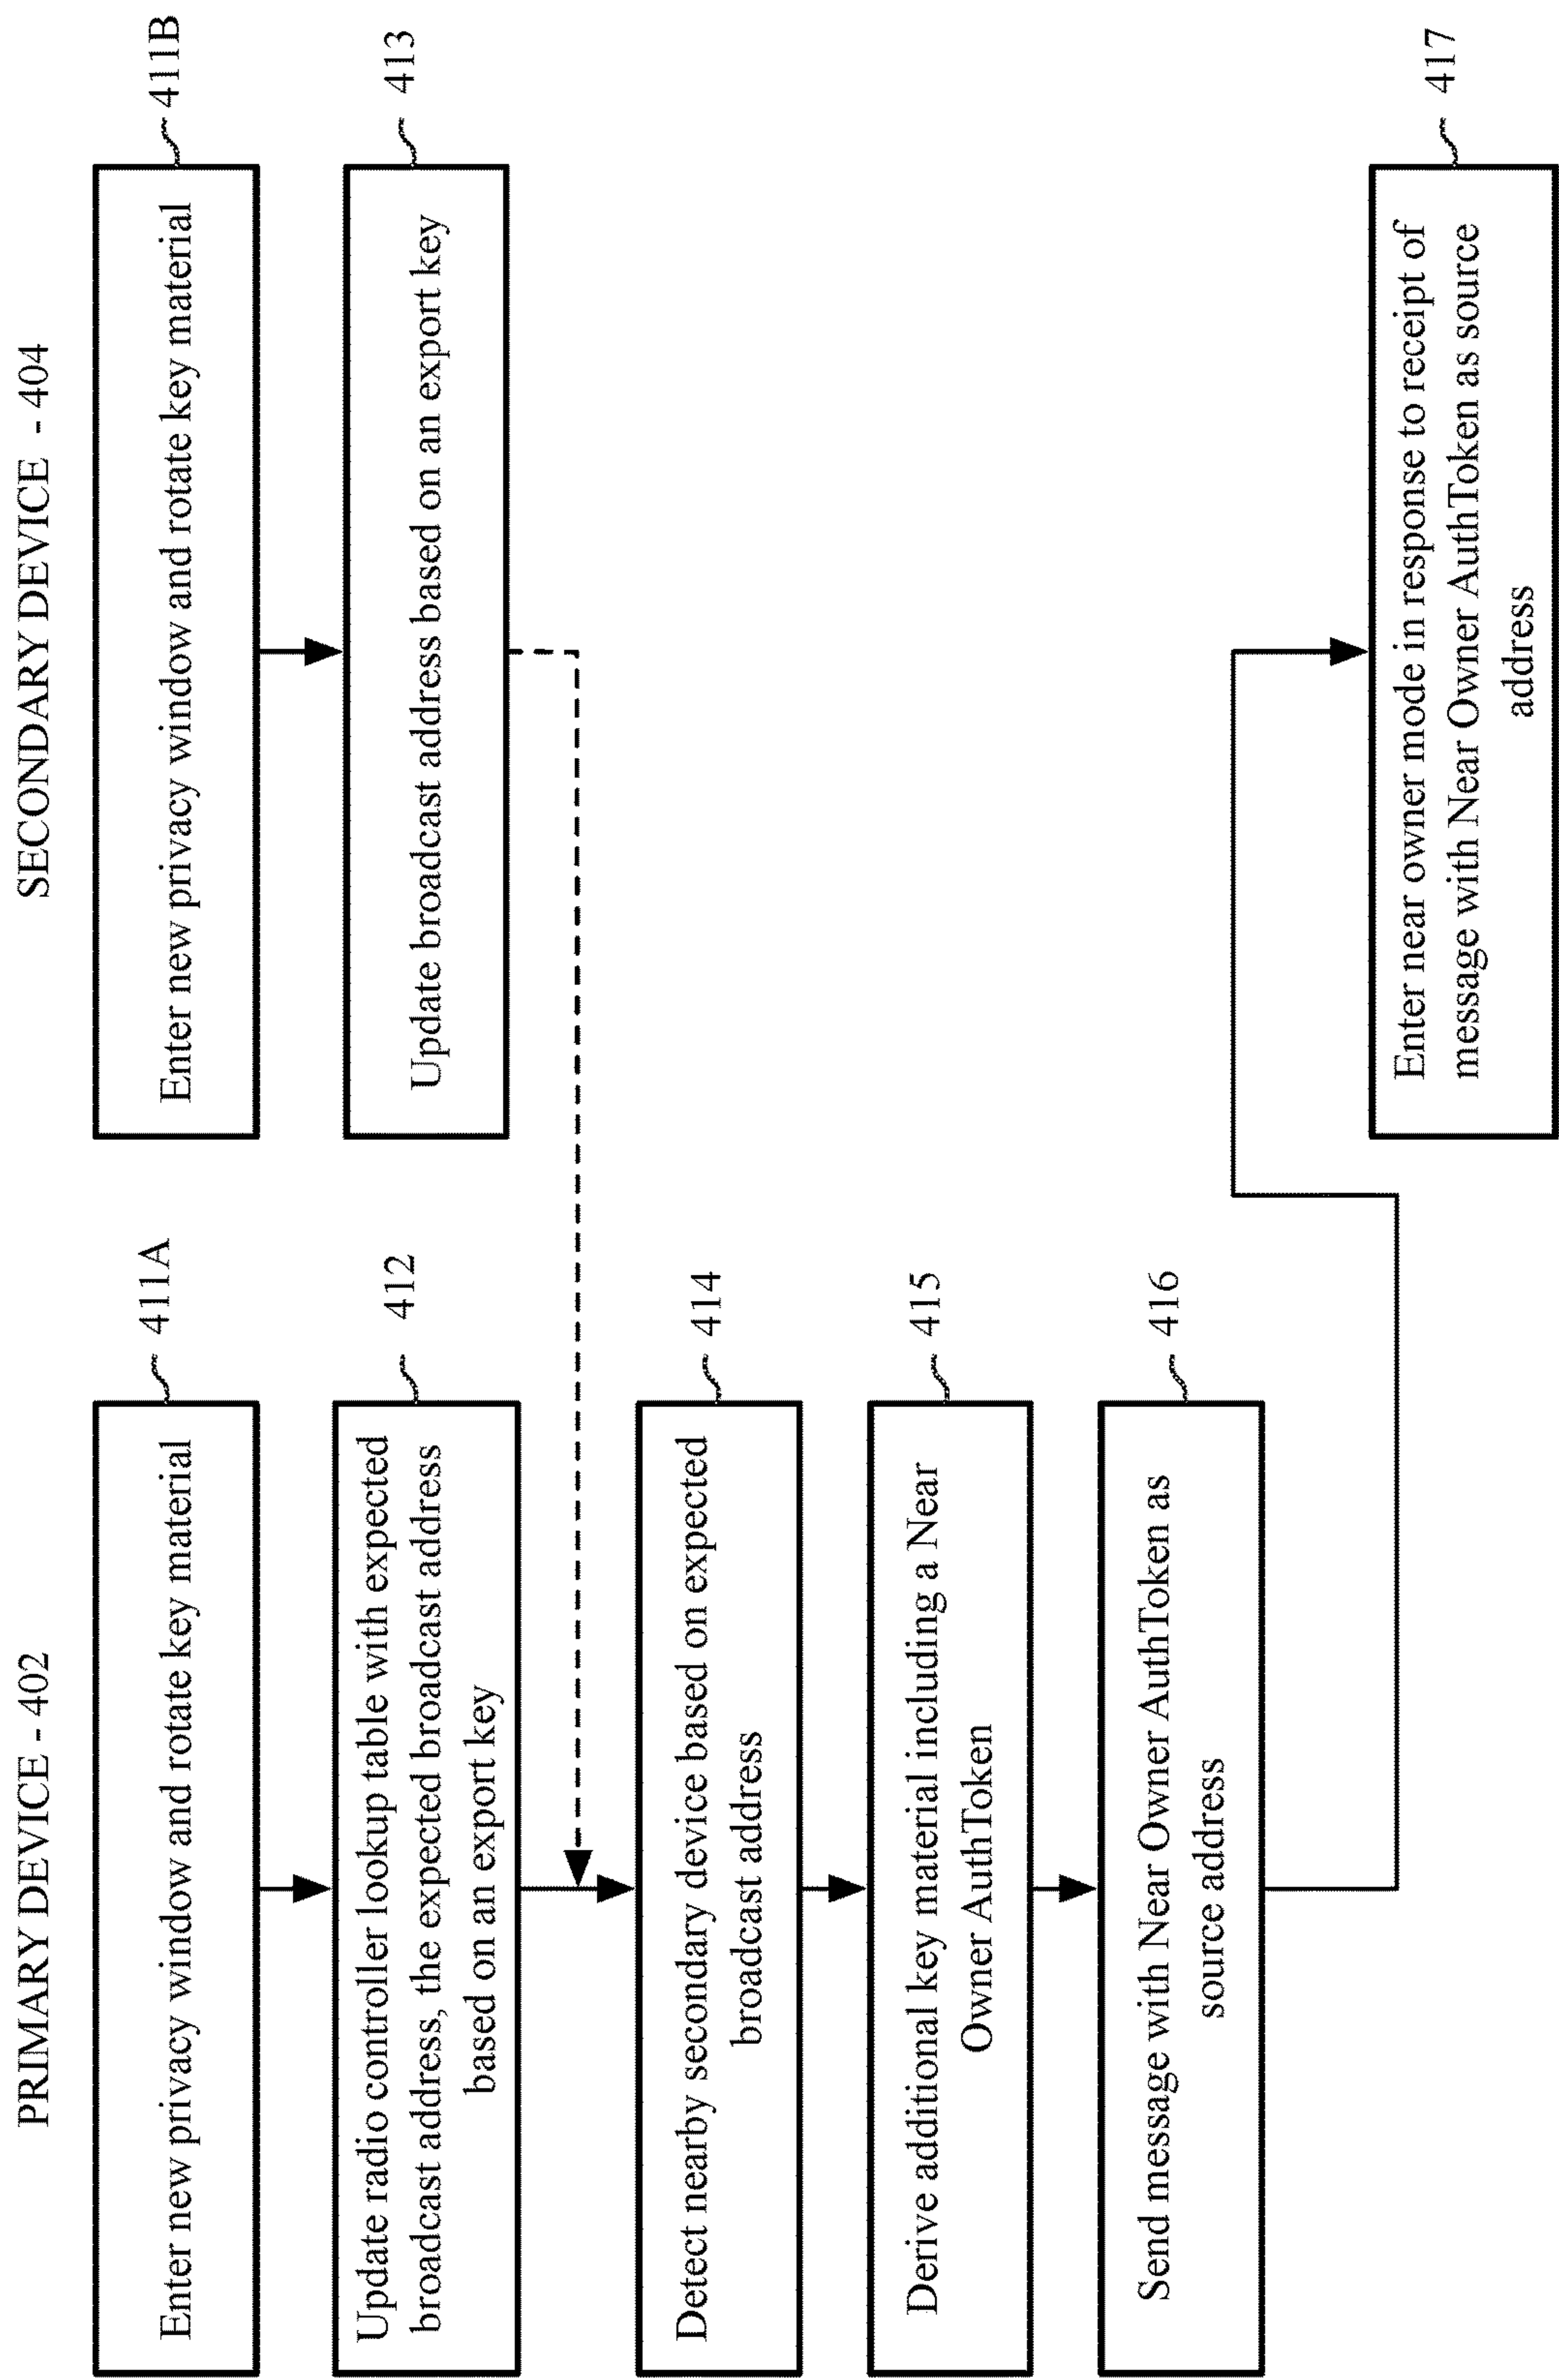 PRIMARY DEVICE - 402
Enter new privacy window and rotate key material
411A
Update radio controller lookup table with expected
broadcast address, the expected broadcast address
based on an export key
412
Detect nearby secondary device based on expected
broadcast address
414
Derive additional key material including a Near
Owner AuthToken
415
Send message with Near Owner AuthToken as
source address
416
SECONDARY DEVICE - 404
Enter new privacy window and rotate key material
411B
Update broadcast address based on an export key
413
Enter near owner mode in response to receipt of
message with Near Owner AuthToken as source
address
417